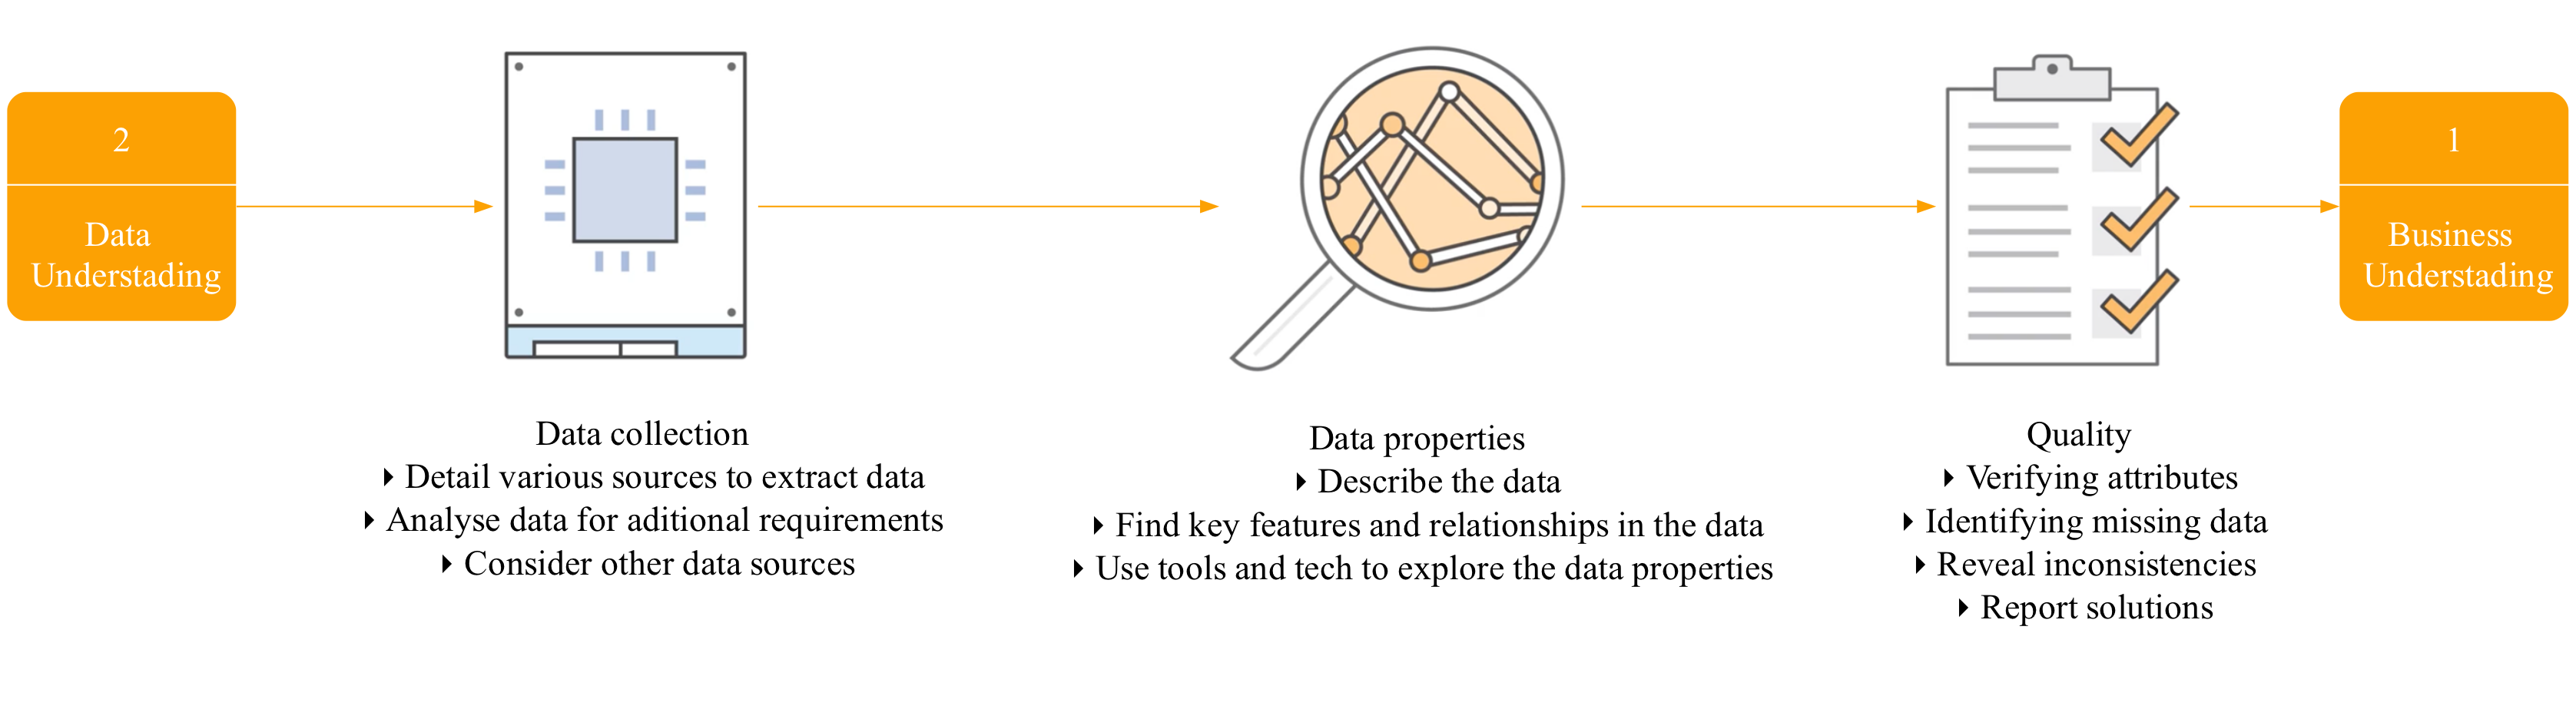 2
Data
Understading
Data collection
‣ Detail various sources to extract data
‣ Analyse data for aditional requirements
‣ Consider other data sources
Data properties
‣ Describe the data
‣ Find key features and relationships in the data
‣ Use tools and tech to explore the data properties
Quality
‣ Verifying attributes
‣ Identifying missing data
‣ Reveal inconsistencies
‣ Report solutions
1
Business
Understading